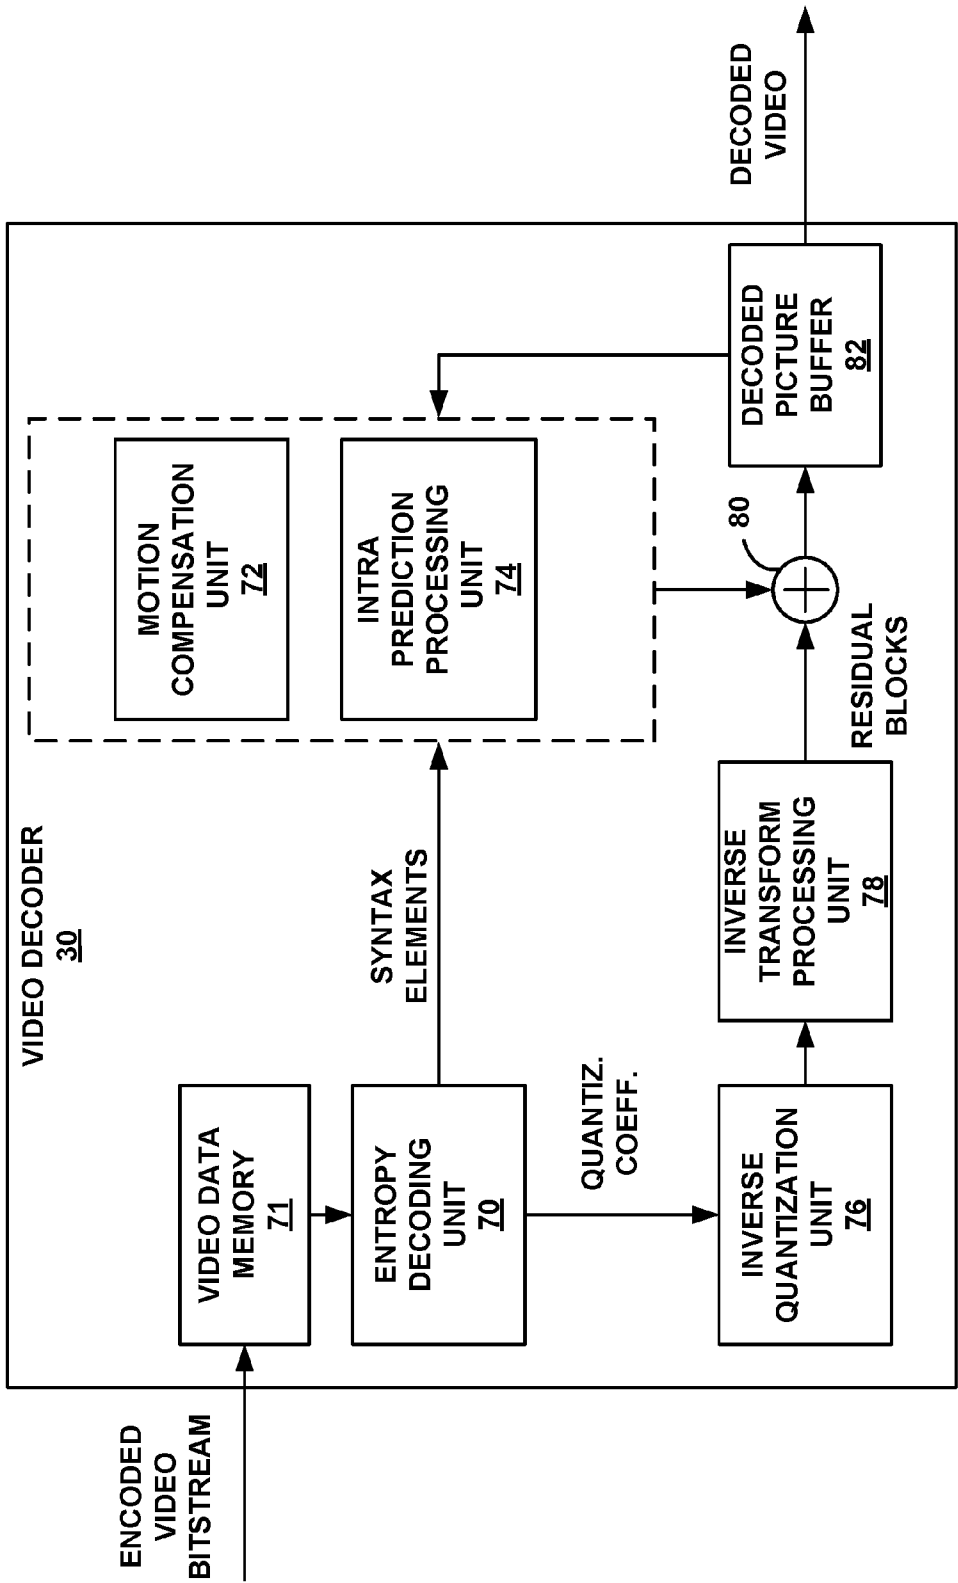 VIDEO DECODER
30
ENCODED
VIDEO
BITSTREAM
VIDEO DATA
MEMORY
71
ENTROPY
DECODING
UNIT
70
SYNTAX
ELEMENTS
MOTION
COMPENSATION
UNIT
72
INTRA
PREDICTION
PROCESSING
UNIT
74
QUANTIZ.
COEFF.
INVERSE
QUANTIZATION
UNIT
76
INVERSE
TRANSFORM
PROCESSING
UNIT
78
RESIDUAL
BLOCKS
80
DECODED
PICTURE
BUFFER
82
DECODED
VIDEO